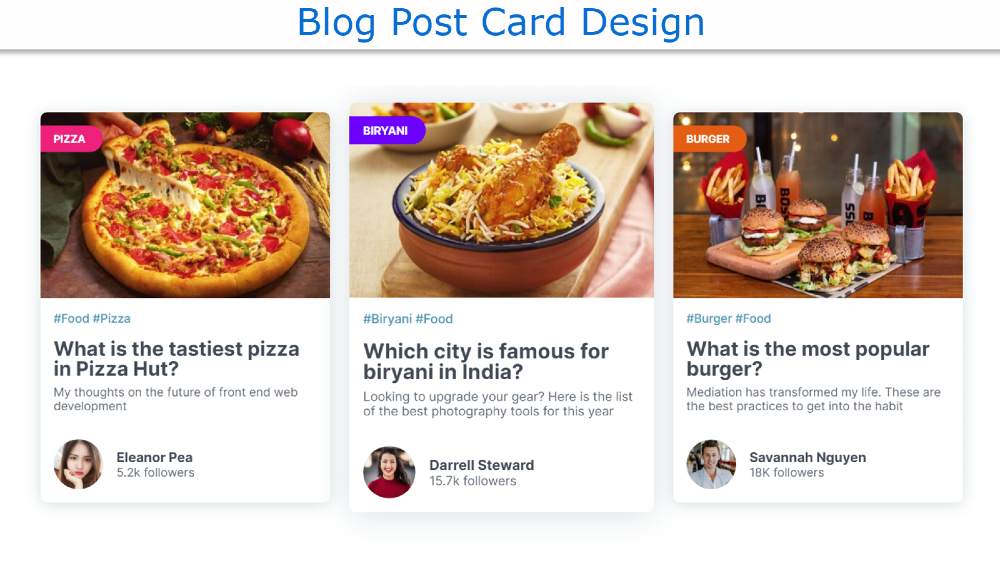 Blog Post Card Design
PIZZA
#Food #Pizza
What is the tastiest pizza
in Pizza Hut?
My thoughts on the future of front end web
development
Eleanor Pea
5.2k followers
BIRYANI
#Biryani #Food
Which city is famous for
biryani in India?
Looking to upgrade your gear? Here is the list
of the best photography tools for this year
Darrell Steward
15.7k followers
BURGER
#Burger #Food
What is the most popular
burger?
Mediation has transformed my life. These are
the best practices to get into the habit
Savannah Nguyen
18K followers